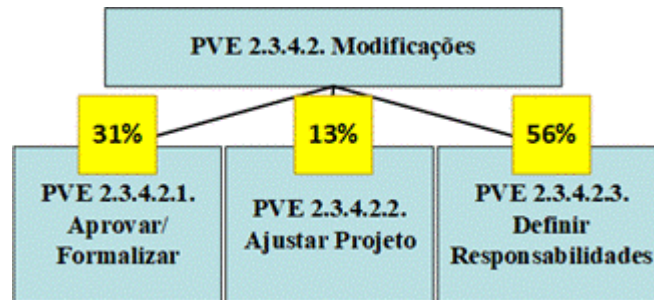 PVE 2.3.4.2. Modificações
31%
13%
56%
PVE 2.3.4.2.1.
Aprovar/
Formalizar
PVE 2.3.4.2.2.
Ajustar Projeto
PVE 2.3.4.2.3.
Definir
Responsabilidades